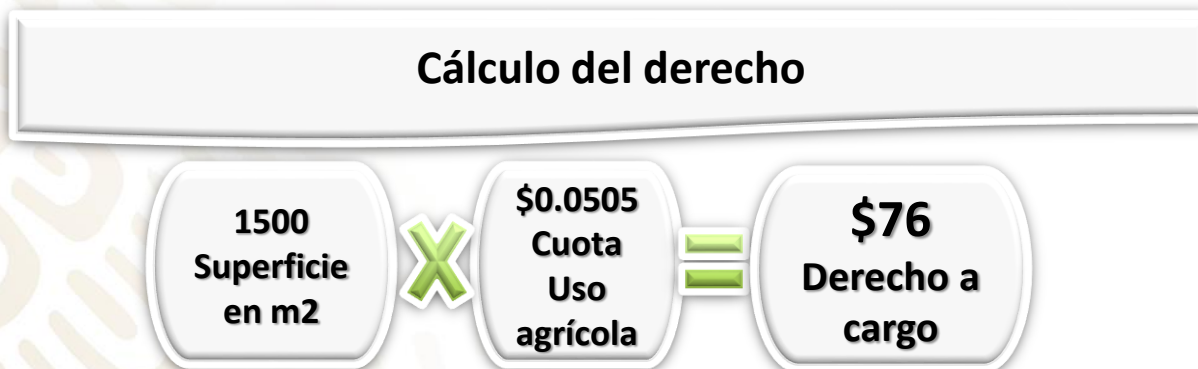 Cálculo del derecho
1500
Superficie
en m2
X
$0.0505
Cuota
Uso
agrícola
=
$76
Derecho a
cargo